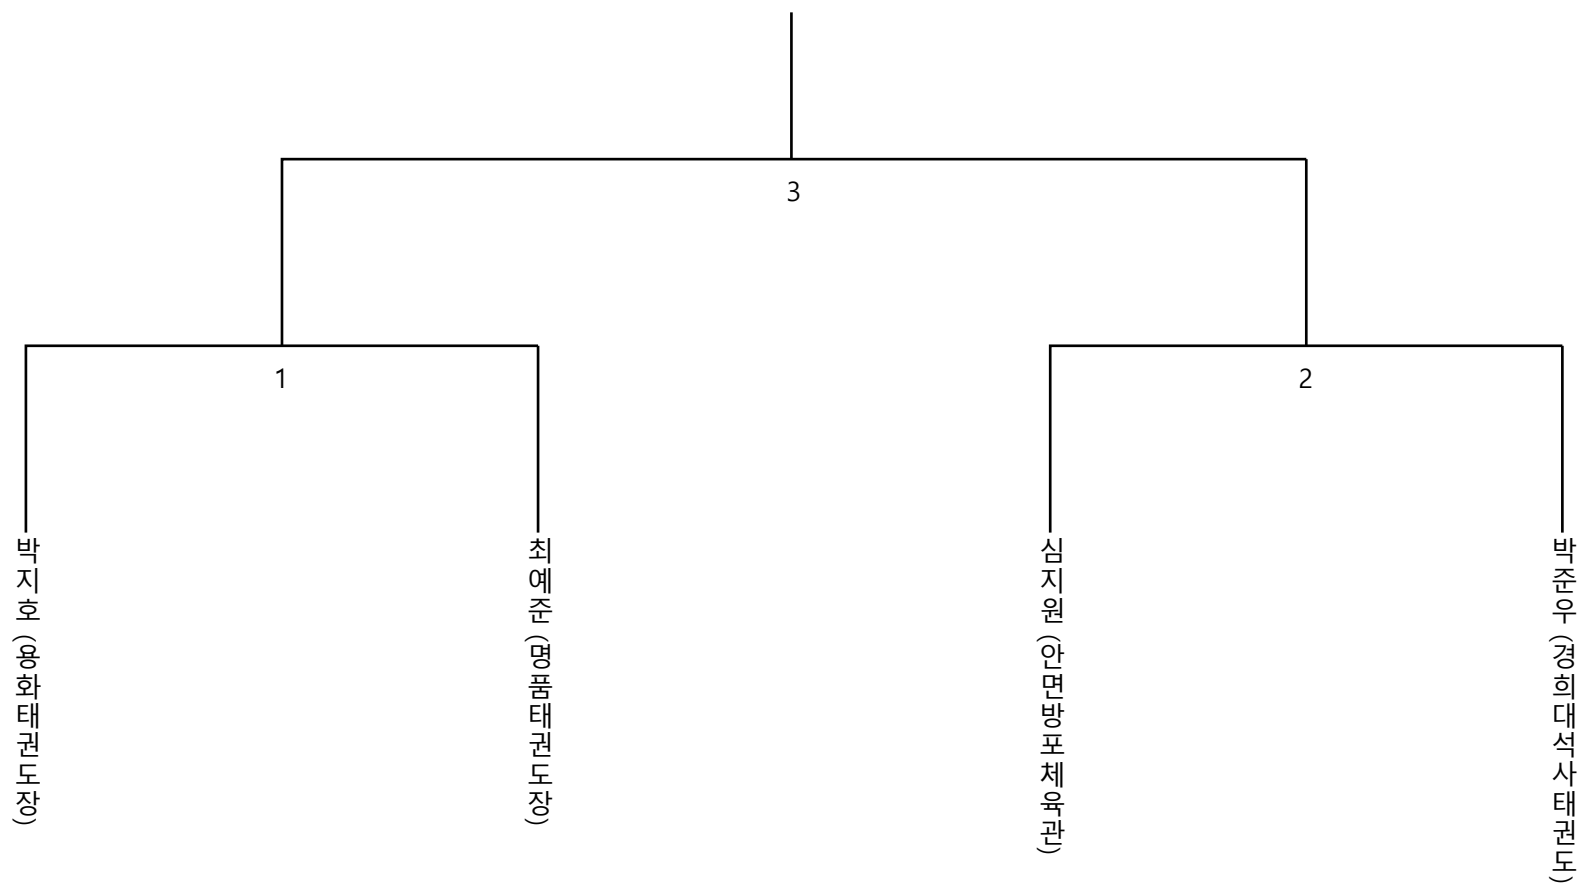 3
1
2
박지호 (용화태권도장)
최예준 (명품태권도장)
심지원 (안면방포체육관)
박준우 (경희대석사태권도)